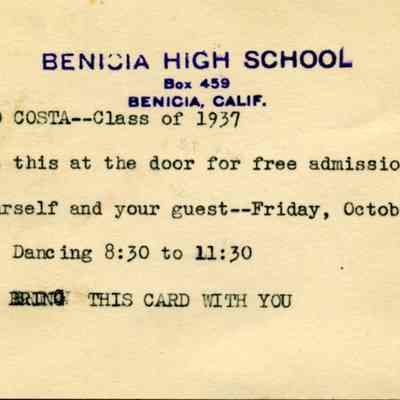 BENICIA HIGH SCHOOL
Box 459
BENICIA, CALIF.
COSTA--Class of 1937
this at the door for free admissio
rself and your guest--Friday, Octob
Dancing 8:30 to 11:30
BRING THIS CARD WITH YOU